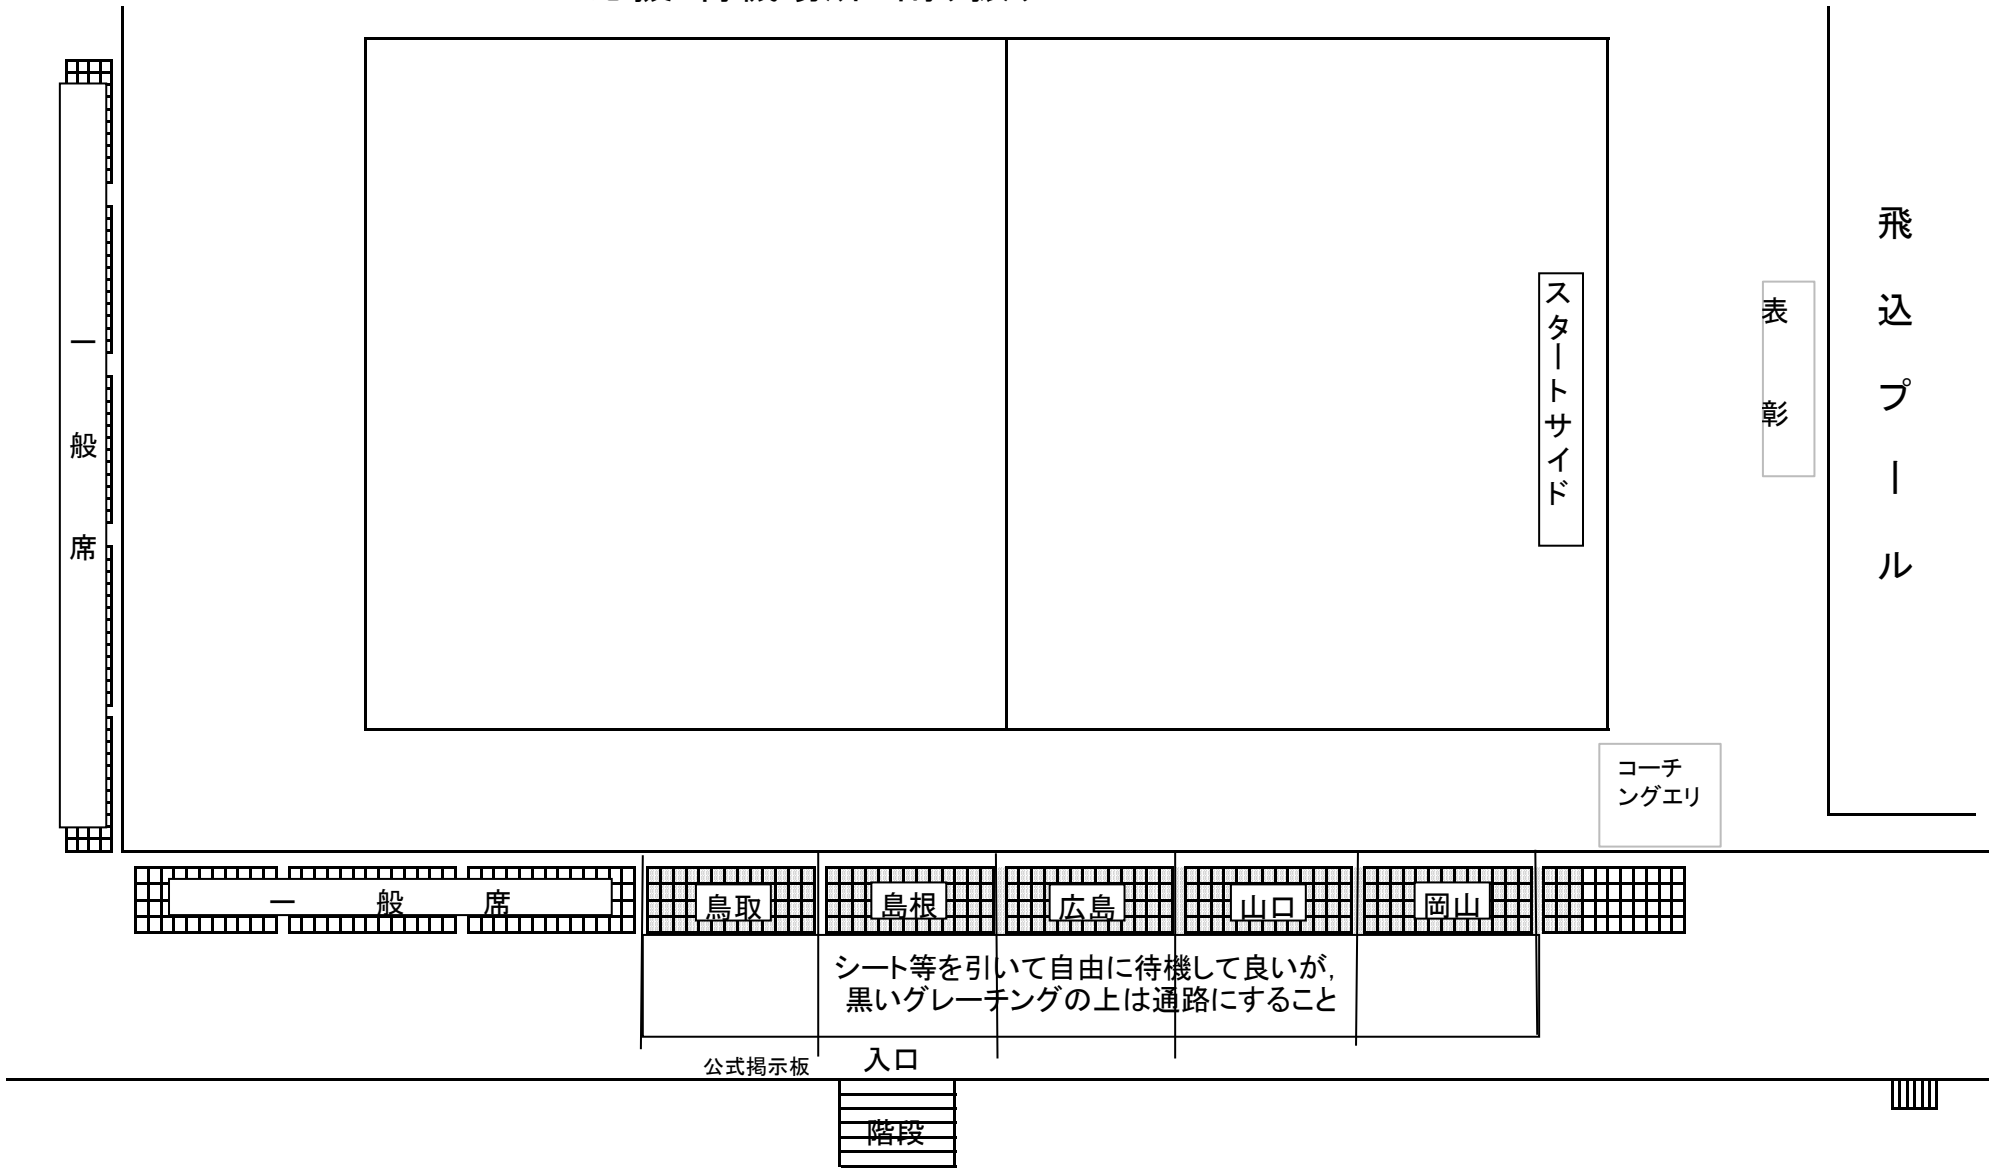 飛込プール
スタートサイド
表彰
一般席
コーチ
ングエリ
一般席
鳥取
島根
広島
山口
岡山
シート等を引いて自由に待機して良いが,
黒いグレーチングの上は通路にすること
公式掲示板
入口
階段